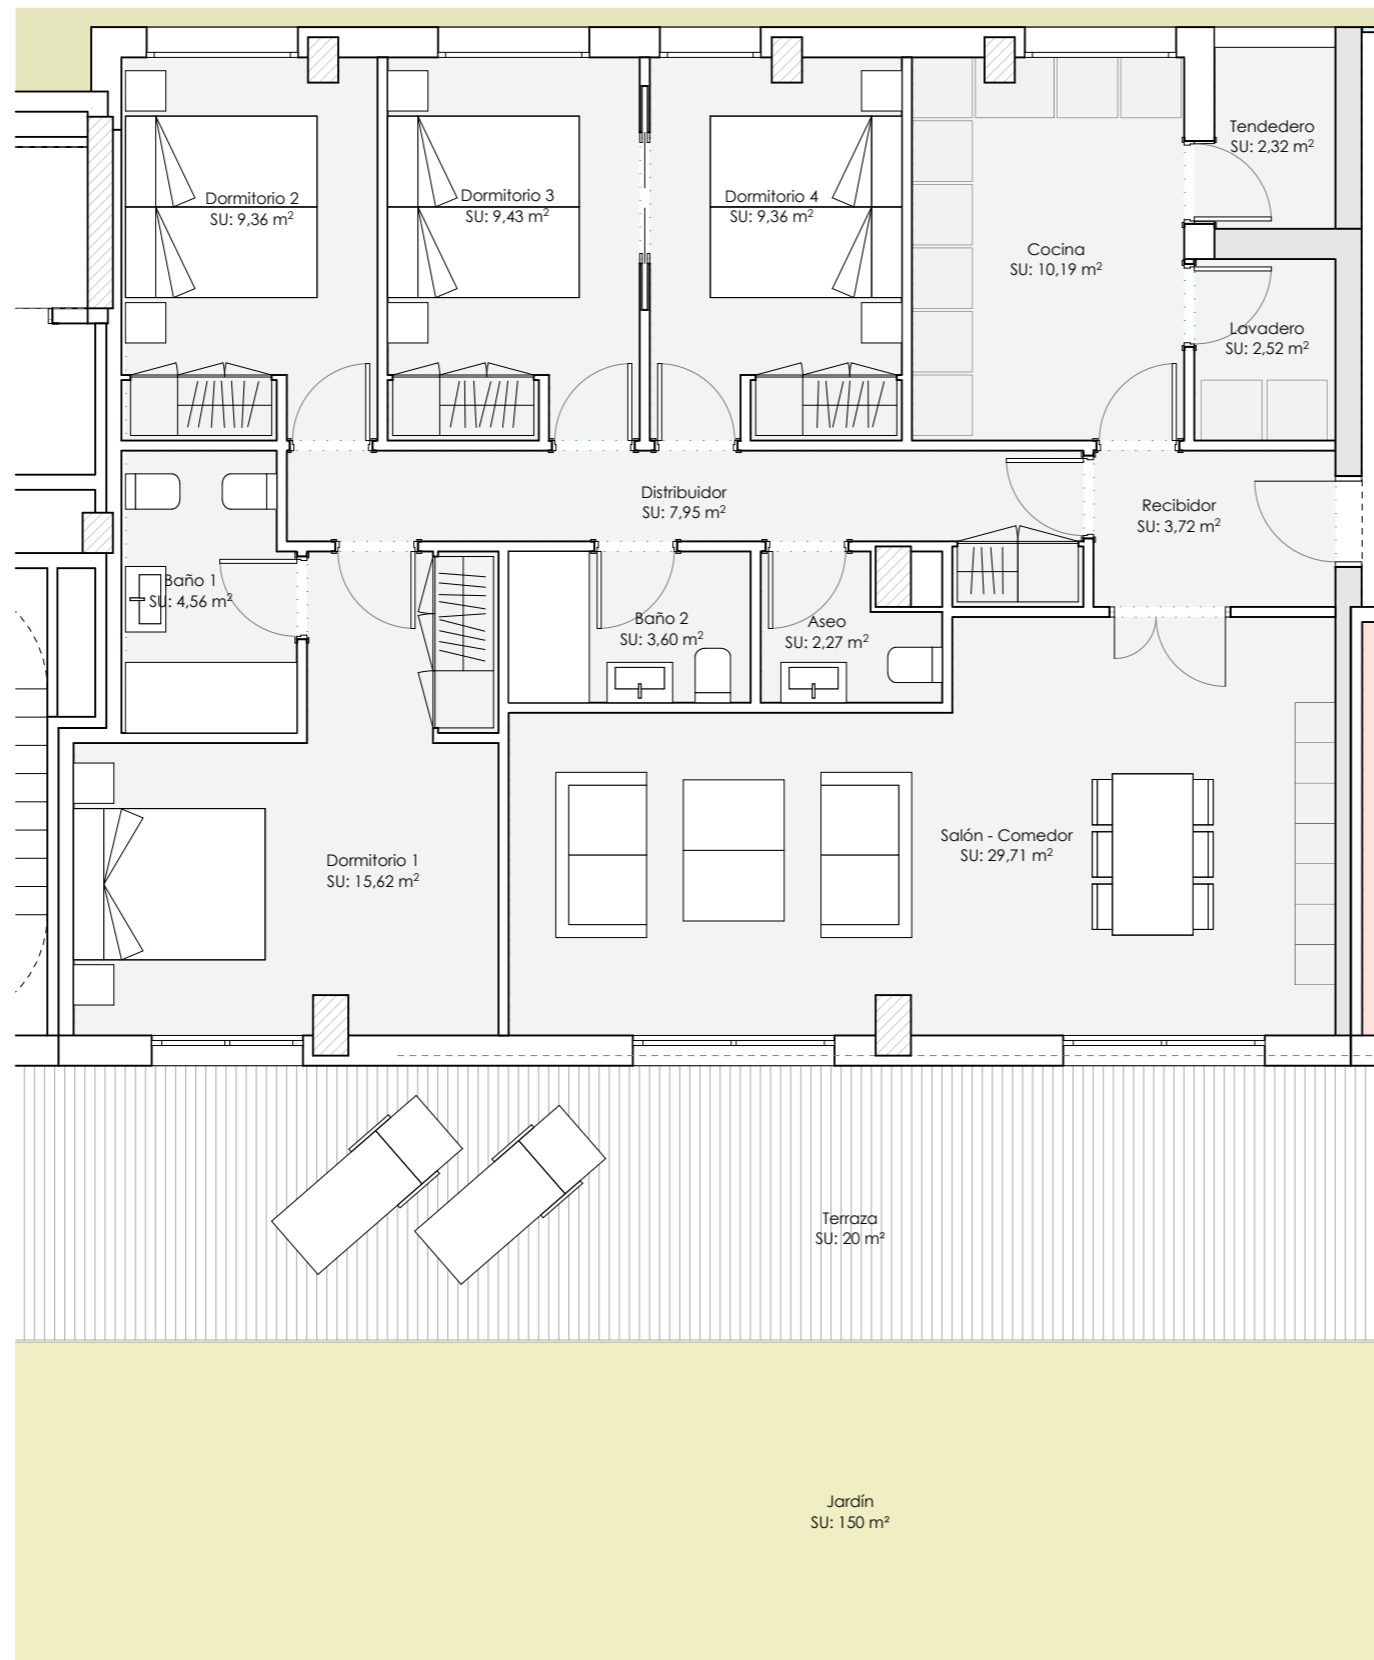 Tendedero
SU: 2,32 m²
Dormitorio 2
SU: 9,36 m²
Dormitorio 3
SU: 9,43 m²
Dormitorio 4
SU: 9,36 m²
Cocina
SU: 10,19 m²
Lavadero
SU: 2,52 m²
Distribuidor
SU: 7,95 m²
Recibidor
SU: 3,72 m²
Baño 1
SU: 4,56 m²
Baño 2
SU: 3,60 m²
Aseo
SU: 2,27 m²
Dormitorio 1
SU: 15,62 m²
Salón - Comedor
SU: 29,71 m²
Terraza
SU: 20 m²
Jardín
SU: 150 m²